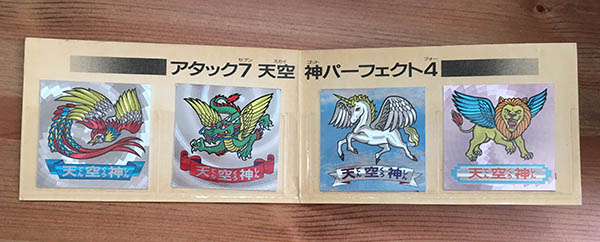 セブン スカイ ゴット フォー
アタック7 天空 神パーフェクト4
天空神
天空神
天空神
天空神